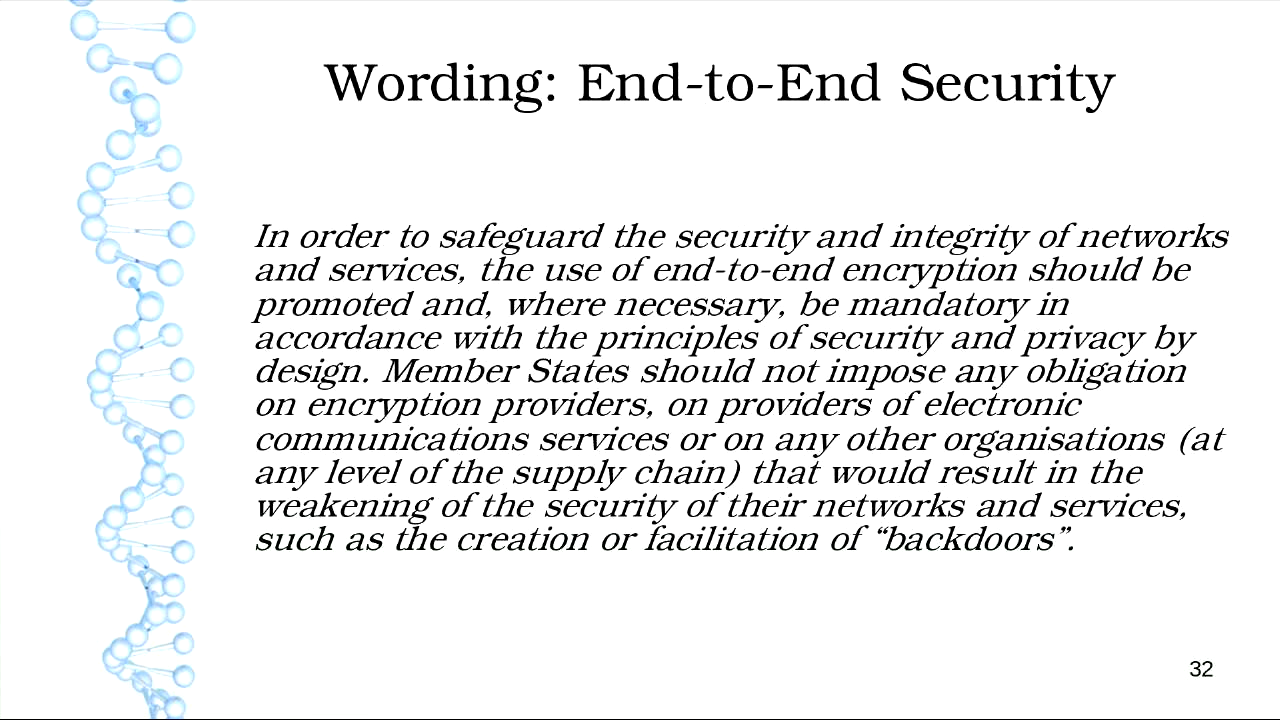 Wording: End-to-End Security
In order to safeguard the security and integrity of networks
and services, the use of end-to-end encryption should be
promoted and, where necessary, be mandatory in
accordance with the principles of security and privacy by
design. Member States should not impose any obligation
on encryption providers, on providers of electronic
communications services or on any other organisations (at
any level of the supply chain) that would result in the
weakening of the security of their networks and services,
such as the creation or facilitation of “backdoors”.
32